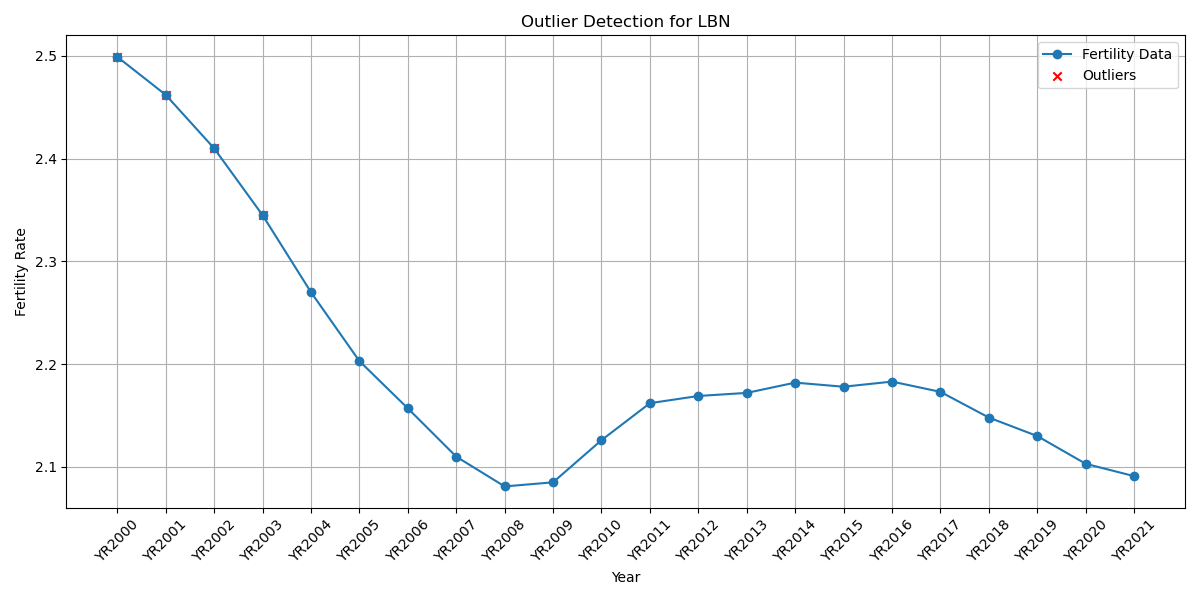 Outlier Detection for LBN
Fertility Data
Outliers
Fertility Rate
2.5
2.4
2.3
2.2
2.1
YR2000
YR2001
YR2002
YR2003
YR2004
YR2005
YR2006
YR2007
YR2008
YR2009
YR2010
YR2011
YR2012
YR2013
YR2014
YR2015
YR2016
YR2017
YR2018
YR2019
YR2020
YR2021
Year